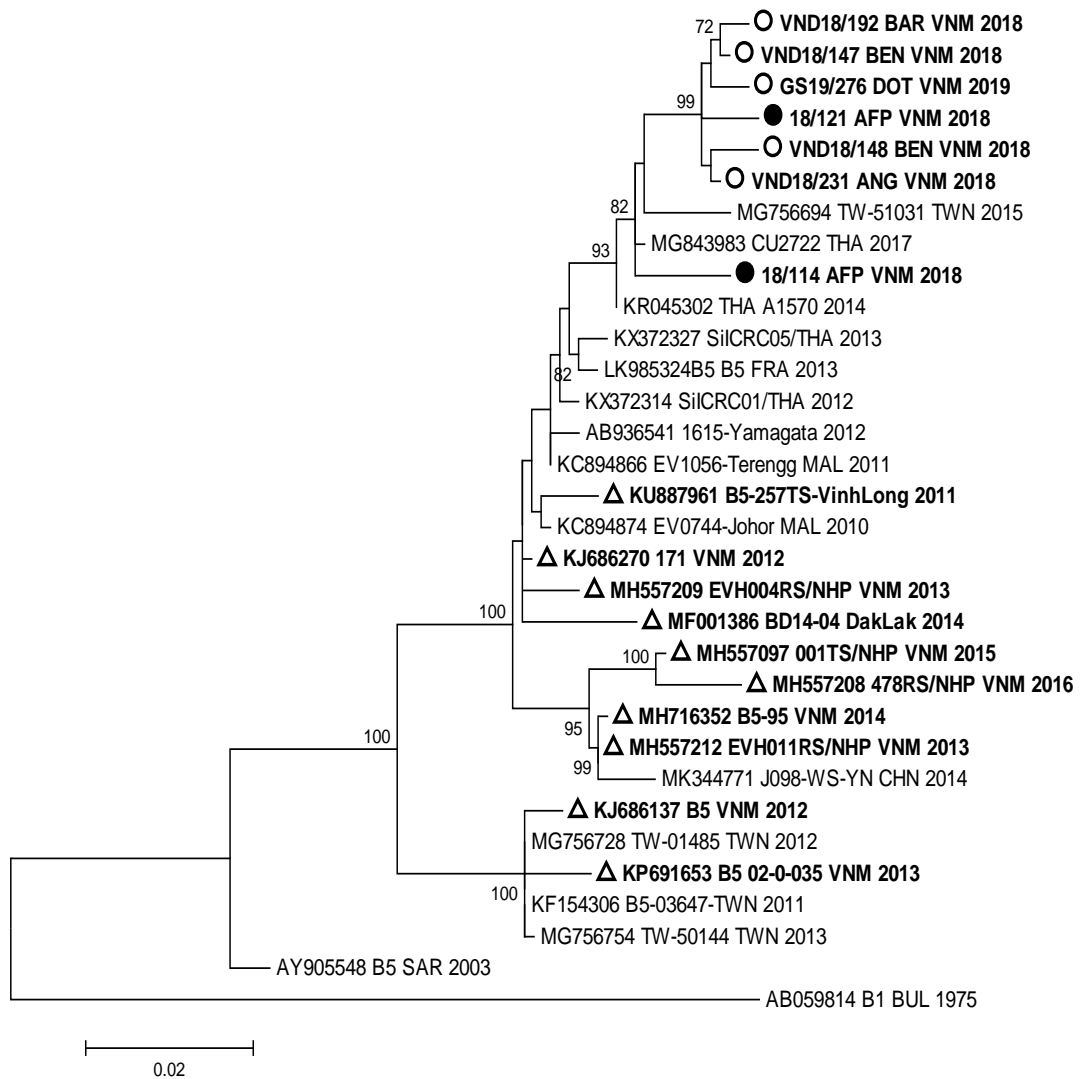 72
VND18/192 BAR VNM 2018
VND18/147 BEN VNM 2018
GS19/276 DOT VNM 2019
99
18/121 AFP VNM 2018
VND18/148 BEN VNM 2018
VND18/231 ANG VNM 2018
82
MG756694 TW-51031 TWN 2015
MG843983 CU2722 THA 2017
93
18/114 AFP VNM 2018
KR045302 THA A1570 2014
KX372327 SiICRC05/THA 2013
82
LK985324B5 B5 FRA 2013
KX372314 SiICRC01/THA 2012
AB936541 1615-Yamagata 2012
KC894866 EV1056-Terengg MAL 2011
KU887961 B5-257TS-VinhLong 2011
KC894874 EV0744-Johor MAL 2010
KJ686270 171 VNM 2012
MH557209 EVH004RS/NHP VNM 2013
100
MF001386 BD14-04 DakLak 2014
100
MH557097 001TS/NHP VNM 2015
MH557208 478RS/NHP VNM 2016
95
MH716352 B5-95 VNM 2014
MH557212 EVH011RS/NHP VNM 2013
99
MK344771 J098-WS-YN CHN 2014
100
KJ686137 B5 VNM 2012
MG756728 TW-01485 TWN 2012
KP691653 B5 02-0-035 VNM 2013
100
KF154306 B5-03647-TWN 2011
MG756754 TW-50144 TWN 2013
AY905548 B5 SAR 2003
AB059814 B1 BUL 1975
0.02